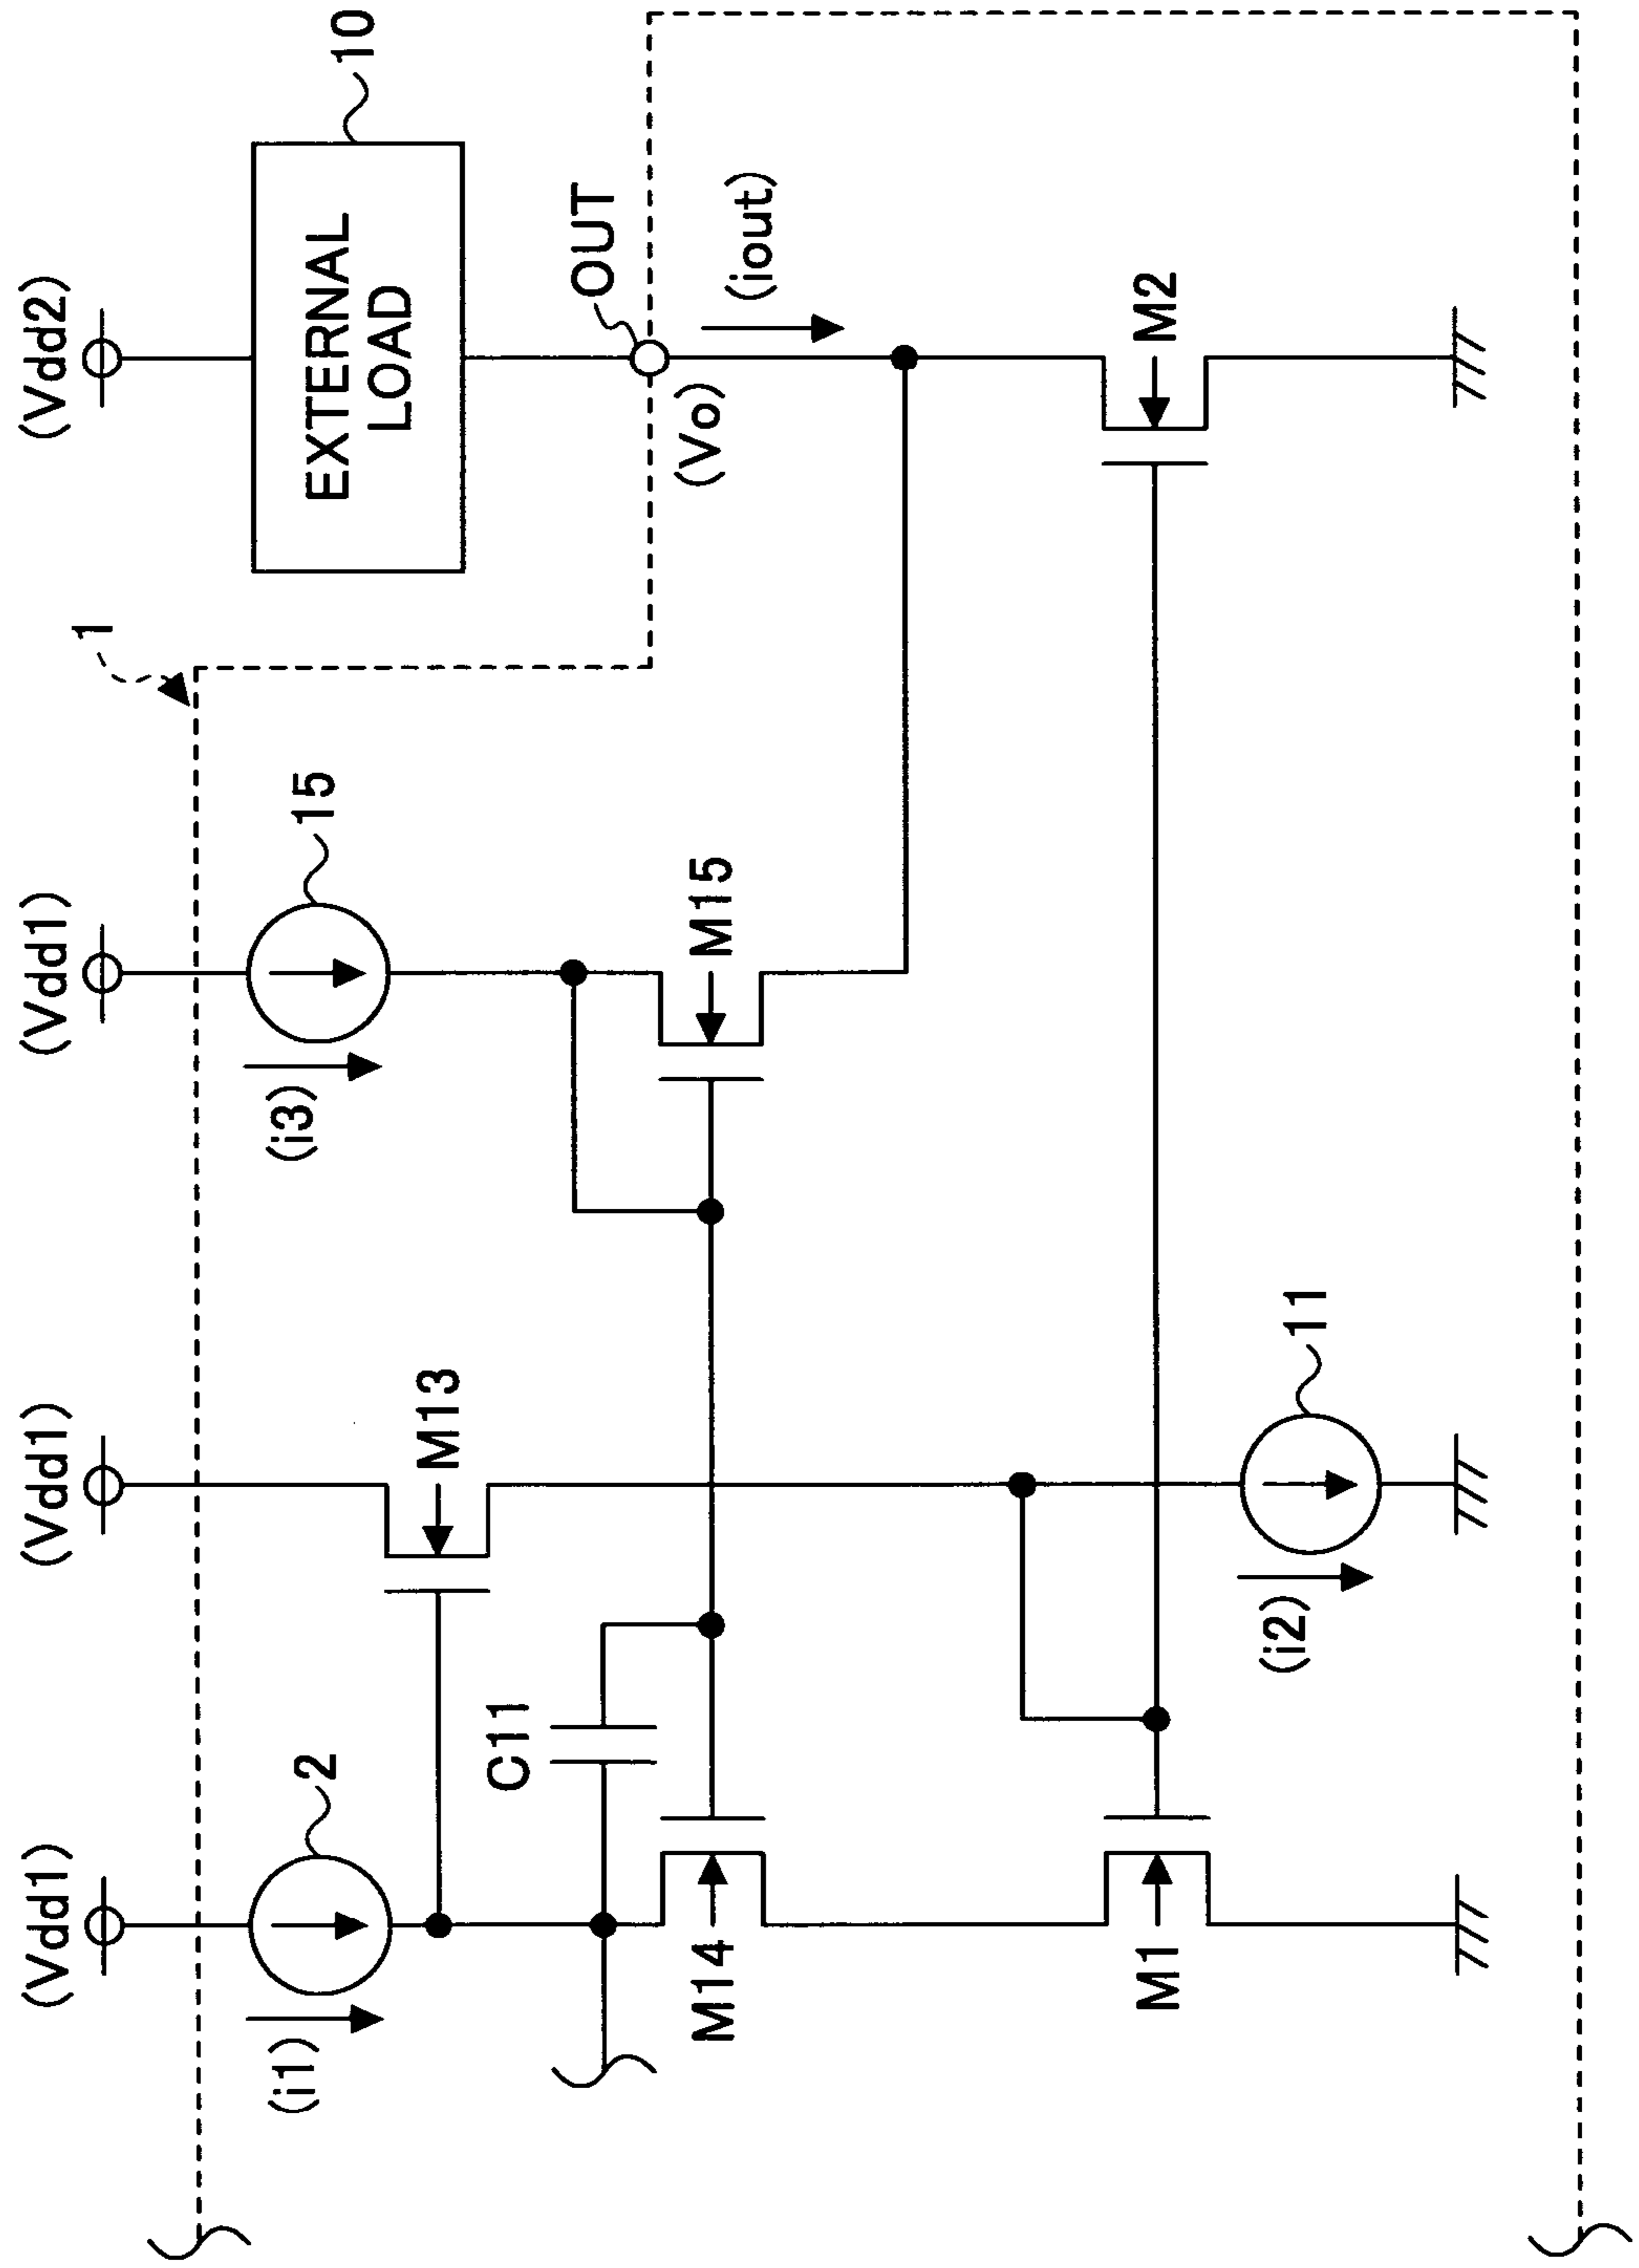 (Vdd1)
(Vdd1)
(Vdd1)
(Vdd2)
1
10
EXTERNAL
LOAD
2
(i1)
15
(i3)
M13
OUT
(Vo)
(iout)
C11
M14
M15
M1
M2
11
(i2)